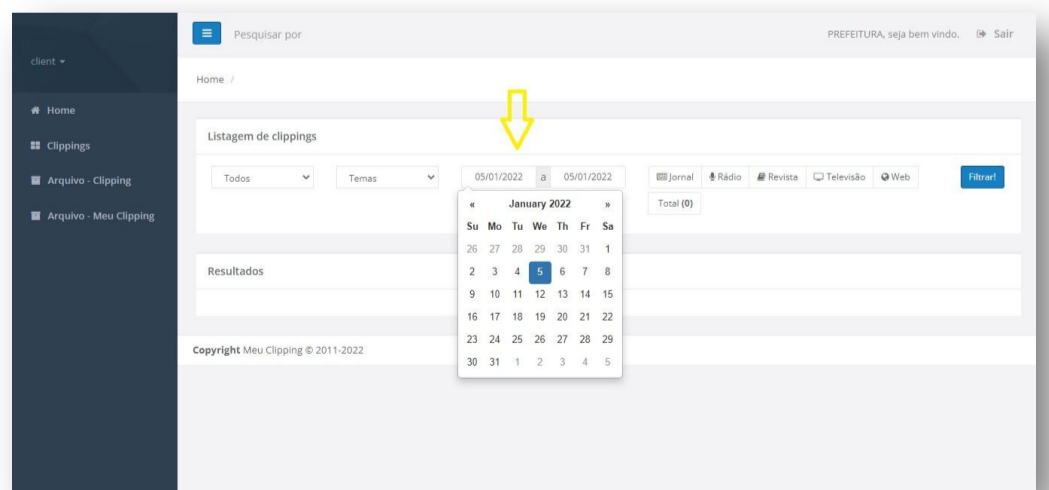 Pesquisar por
PREFEITURA, seja bem vindo. Sair
client
Home /
Home
Clippings
Arquivo - Clipping
Arquivo - Meu Clipping
Listagem de clippings
Todos Temas 05/01/2022 a 05/01/2022 Jornal Rádio Revista Televisão Web Filtrar!
Total (0)
« January 2022 »
Su Mo Tu We Th Fr Sa
26 27 28 29 30 31 1
2 3 4 5 6 7 8
9 10 11 12 13 14 15
16 17 18 19 20 21 22
23 24 25 26 27 28 29
30 31 1 2 3 4 5
Resultados
Copyright Meu Clipping © 2011-2022